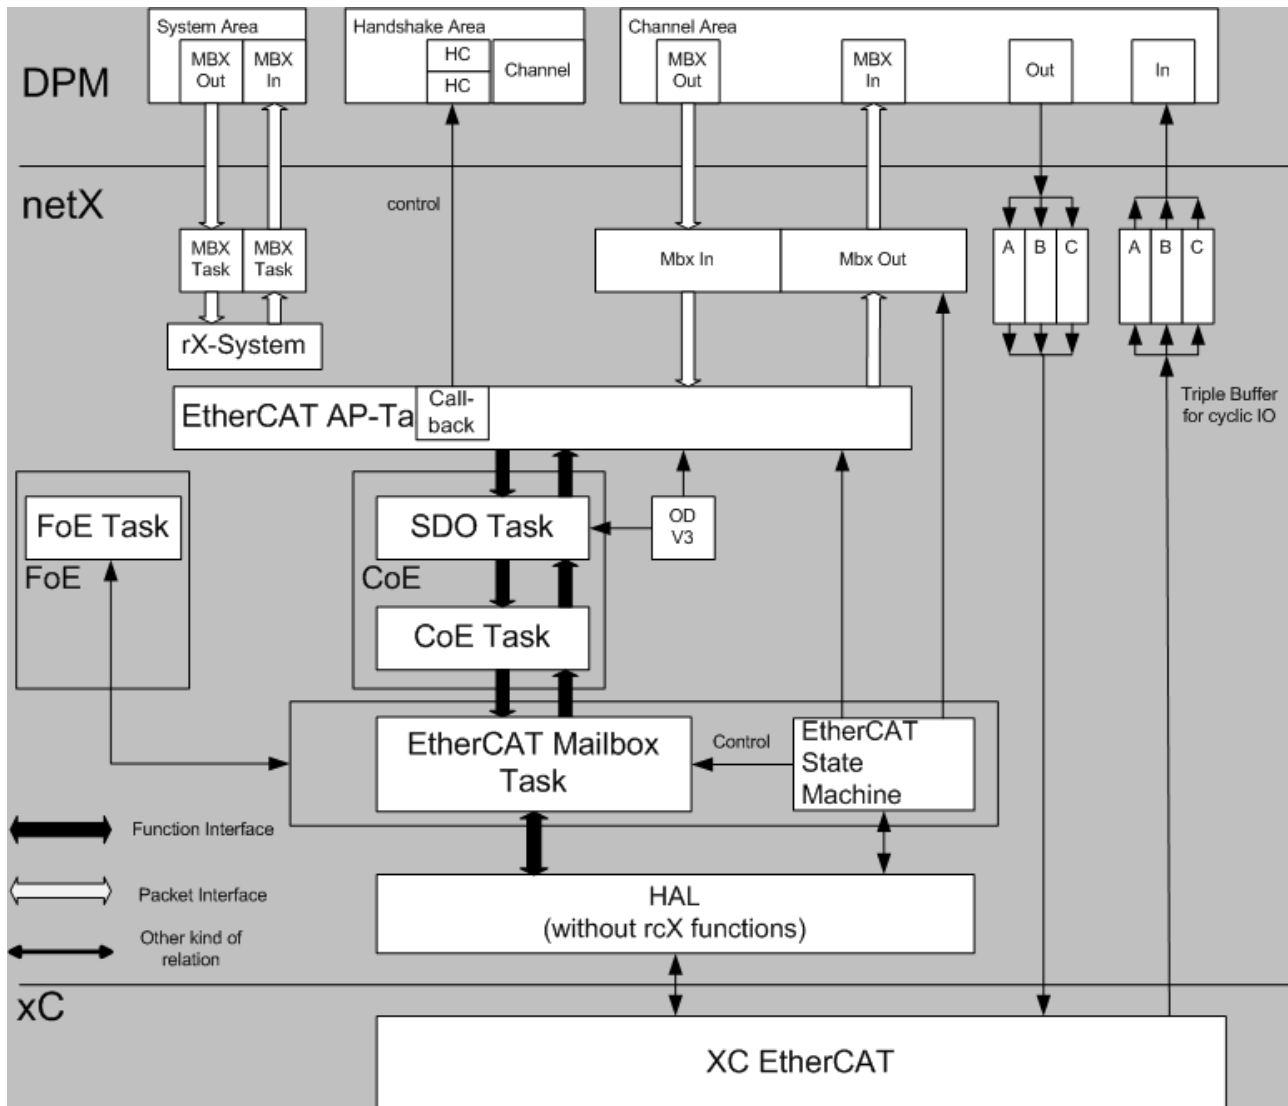 System Area
Handshake Area
Channel Area
MBX
Out
MBX
In
HC
HC
Channel
MBX
Out
MBX
In
Out
In
DPM
netX
control
MBX
Task
MBX
Task
Mbx In
Mbx Out
A
B
C
A
B
C
rX-System
EtherCAT AP-Ta
Call-
back
Triple Buffer
for cyclic IO
FoE Task
FoE
SDO Task
OD
V3
CoE
CoE Task
EtherCAT Mailbox
Task
Control
EtherCAT
State
Machine
Function Interface
Packet Interface
Other kind of
relation
HAL
(without rcX functions)
xC
XC EtherCAT